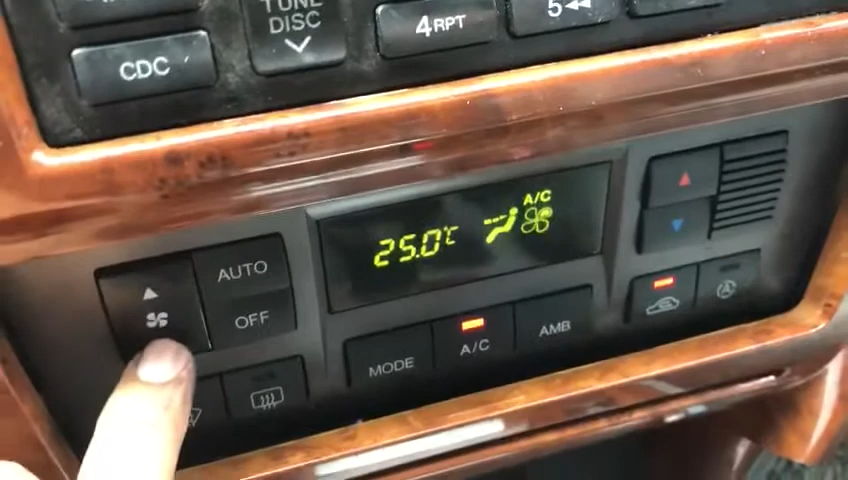 TUNE
DISC
4RPT
5
CDC
A/C
25.0℃
AUTO
OFF
MODE
A/C
AMB